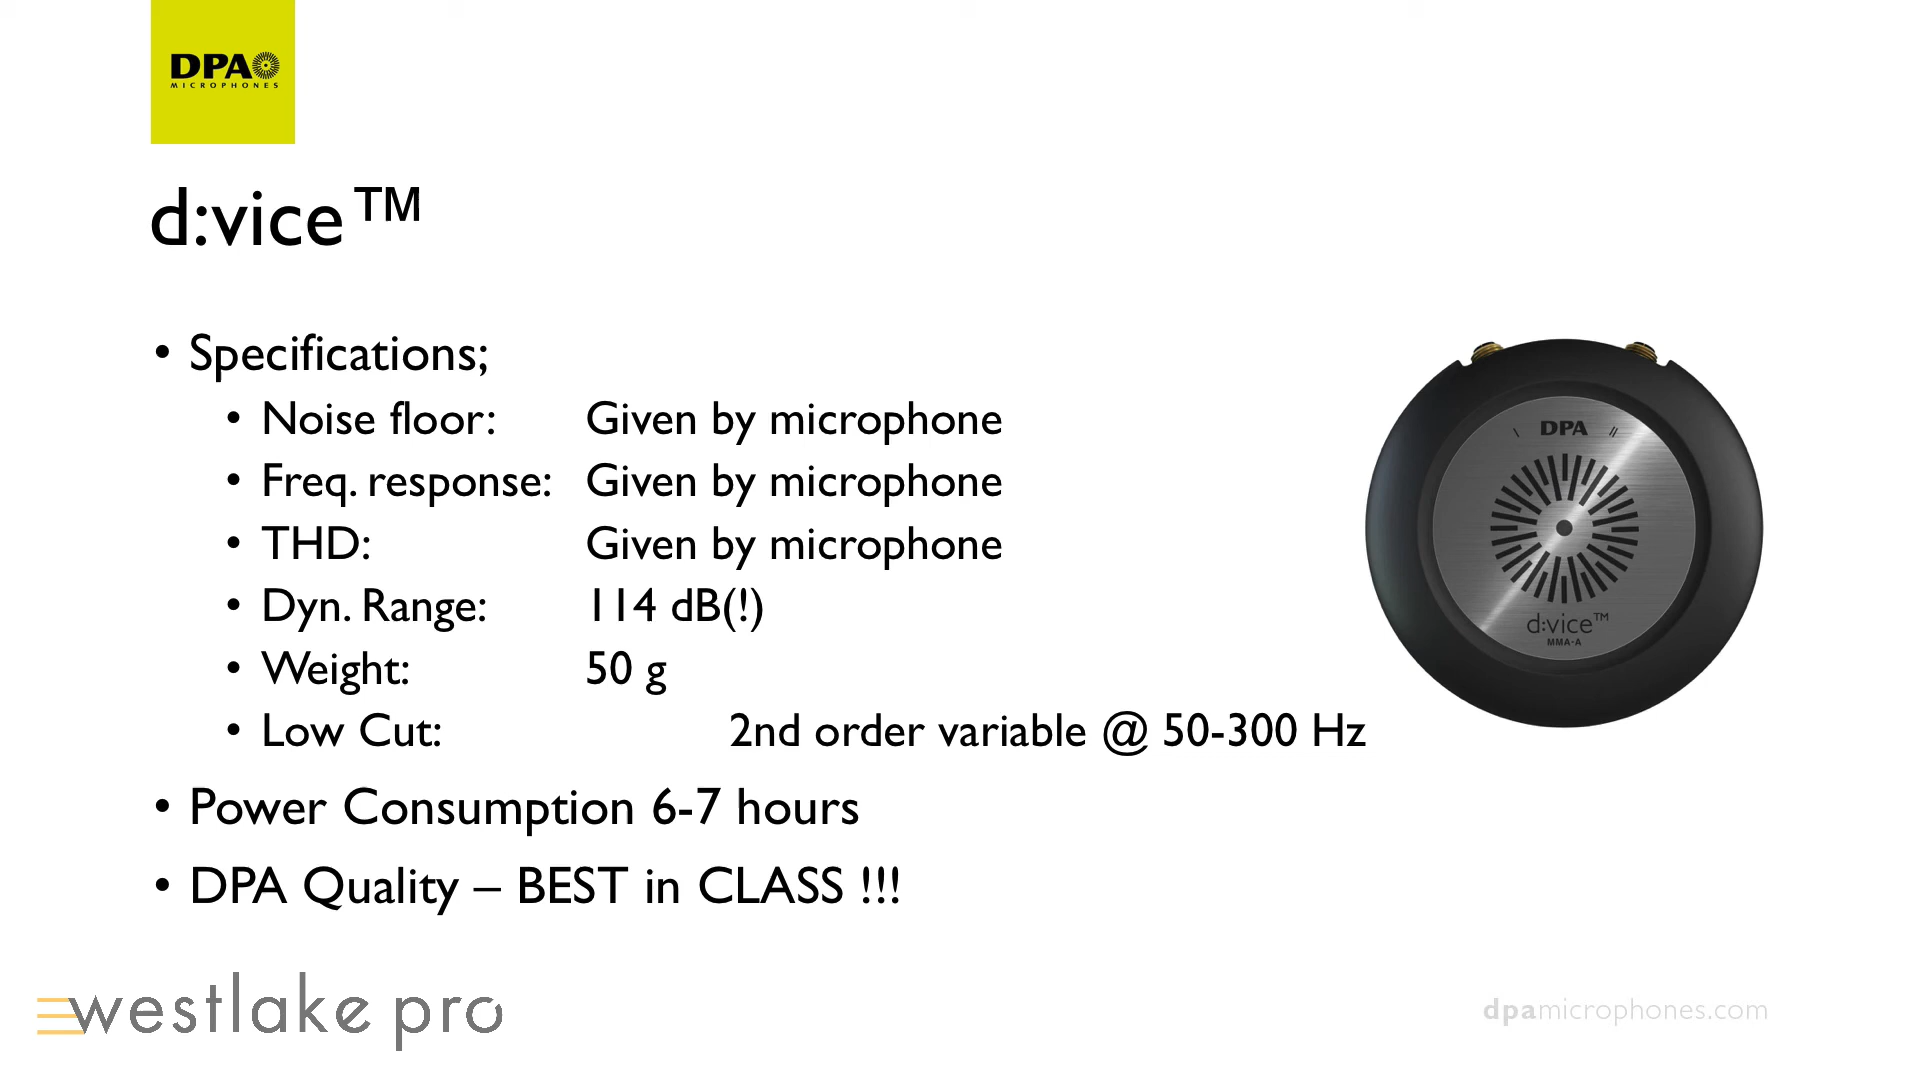 DPA
MICROPHONES
d:vice™
• Specifications;
• Noise floor: Given by microphone
• Freq. response: Given by microphone
• THD: Given by microphone
• Dyn. Range: 114 dB(!)
• Weight: 50 g
• Low Cut: 2nd order variable @ 50-300 Hz
• Power Consumption 6-7 hours
• DPA Quality – BEST in CLASS !!!
\ DPA //
d:vice™
MMA-A
westlake pro
dpamicrophones.com